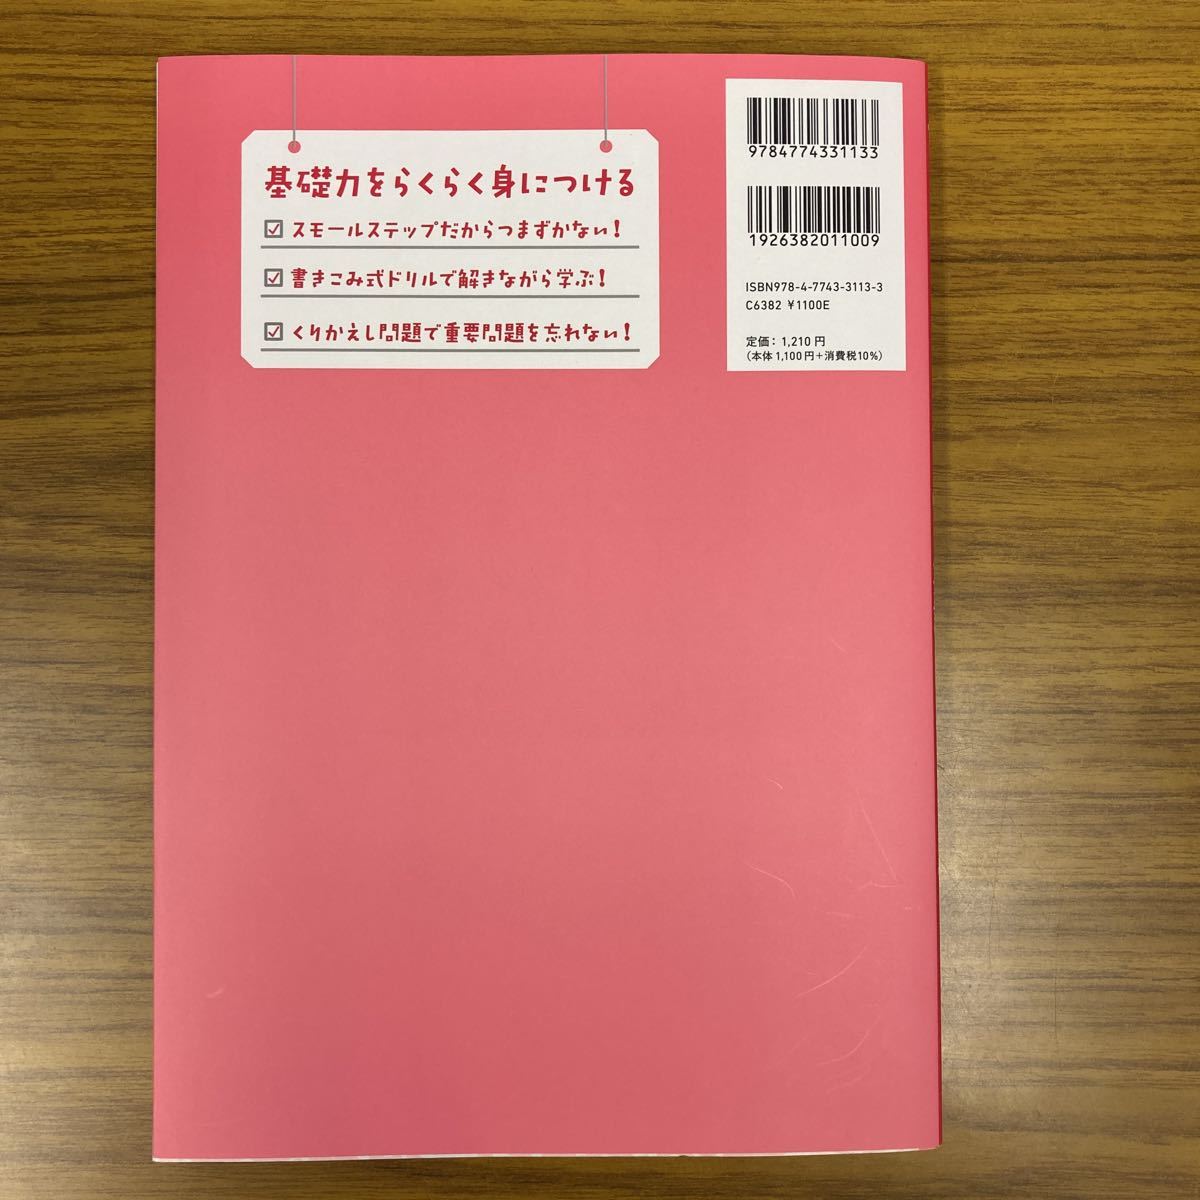 基礎力をらくらく身につける
スモールステップだからつまずかない!
書きこみ式ドリルで解きながら学ぶ!
くりかえし問題で重要問題を忘れない!
9784774331133
1926382011009
ISBN978-4-7743-3113-3
C6382 ¥1100E
定価:1,210円
(本体1,100円+消費税10%)